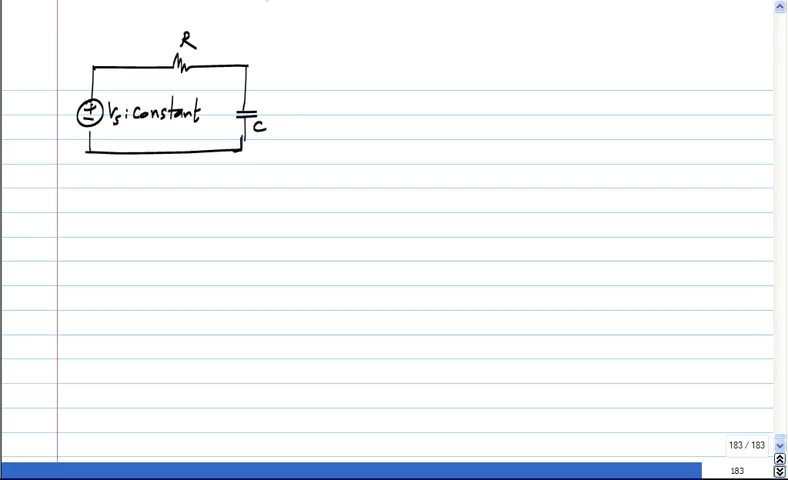 R
+
−
Vs : constant
C
183 / 183
183